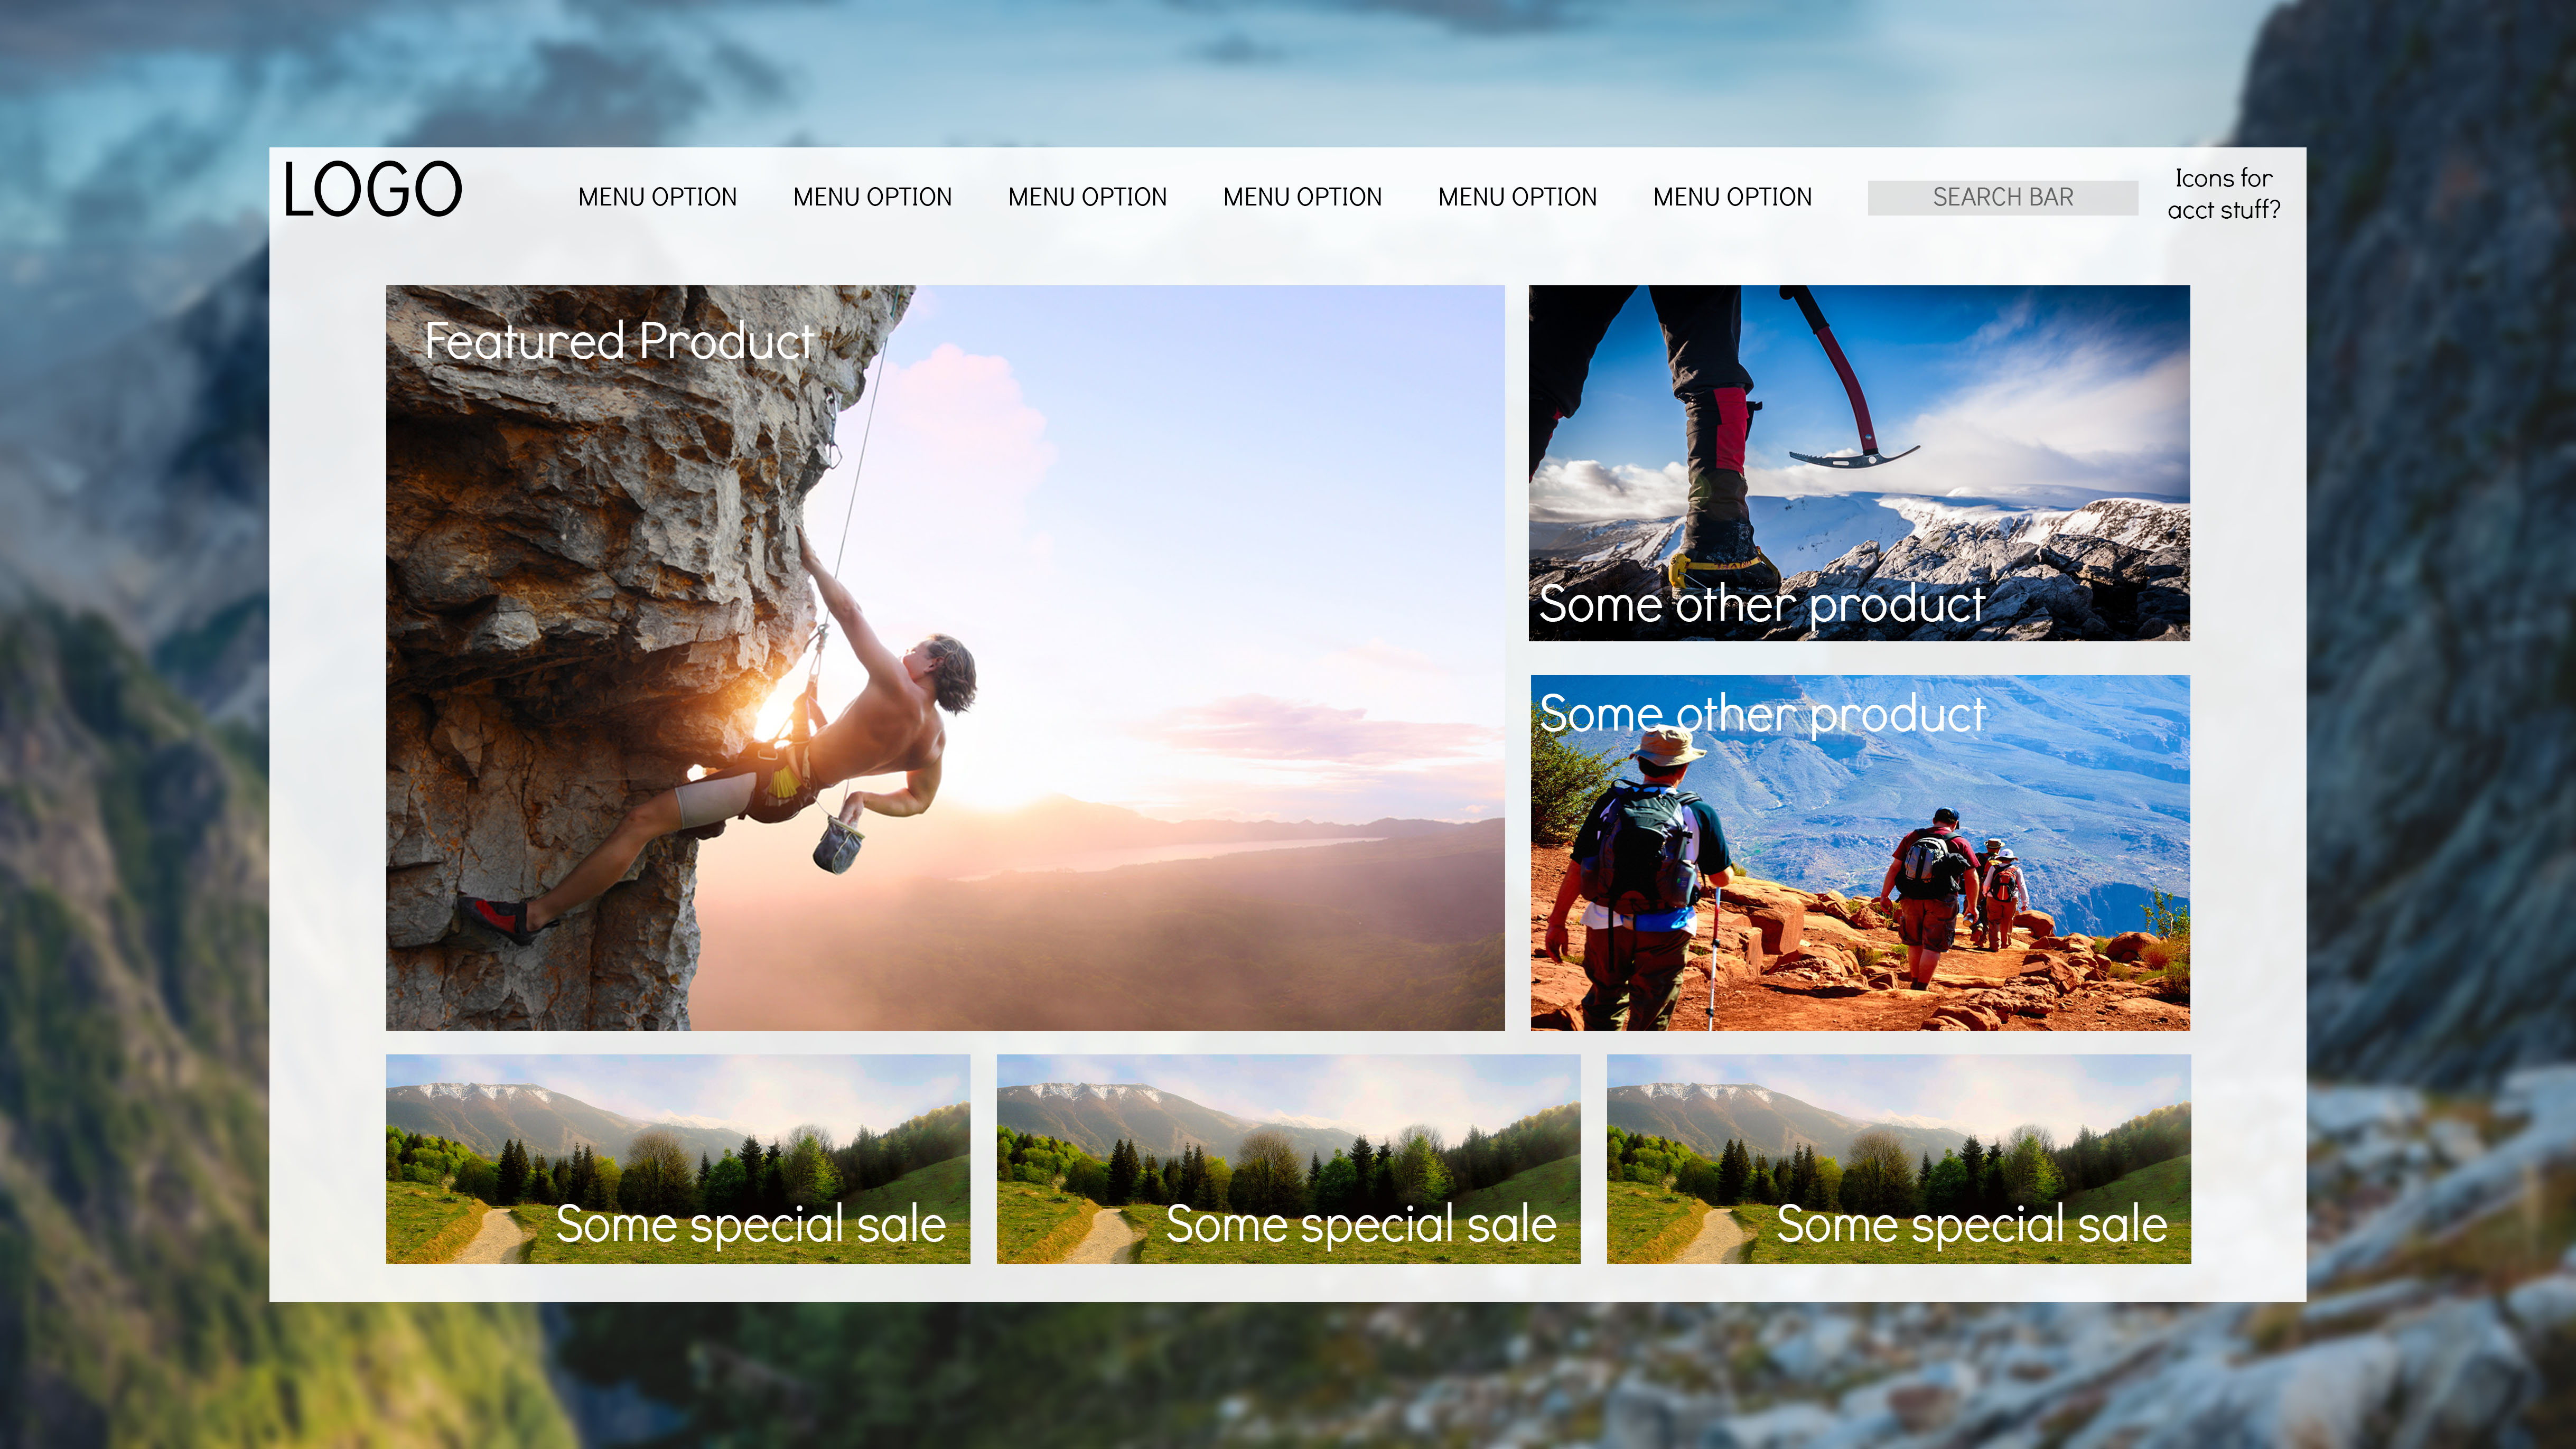 LOGO
MENU OPTION
MENU OPTION
MENU OPTION
MENU OPTION
MENU OPTION
MENU OPTION
SEARCH BAR
Icons for
acct stuff?
Featured Product
Some other product
Some other product
Some special sale
Some special sale
Some special sale